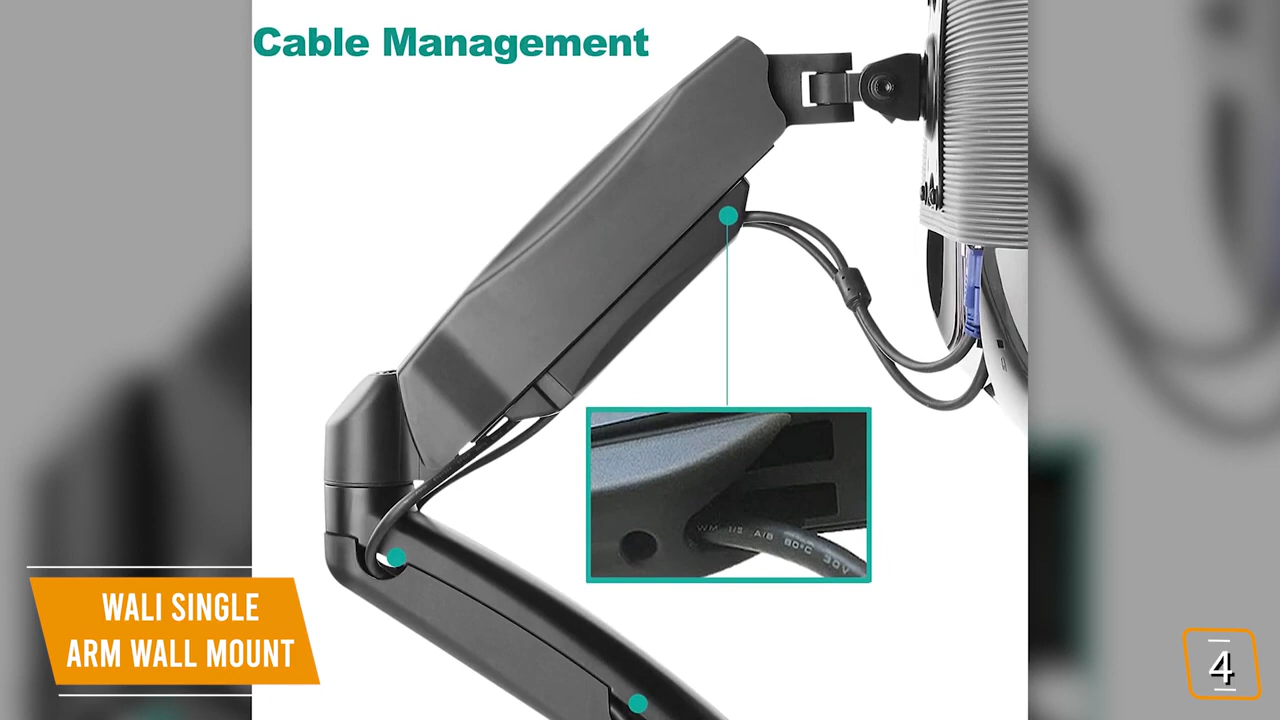 Cable Management
WM 1/2 A/B 80°C 30V
WALI SINGLE
ARM WALL MOUNT
4